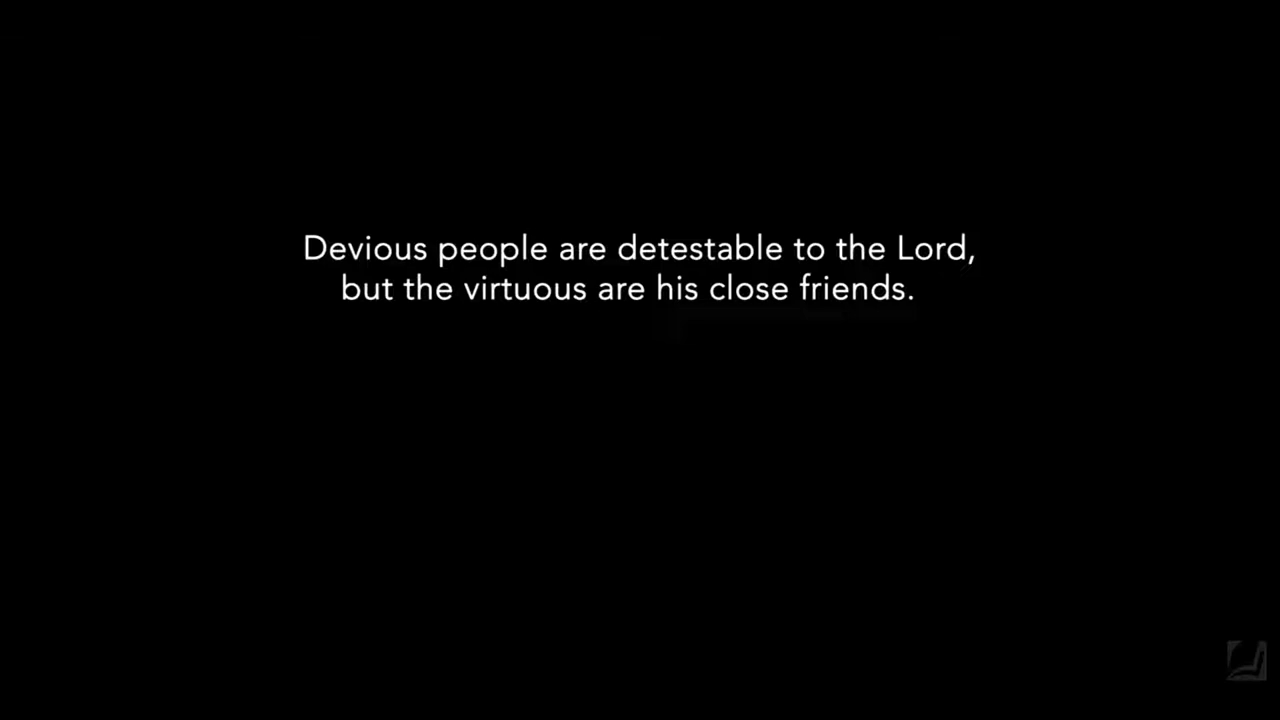 Devious people are detestable to the Lord,
but the virtuous are his close friends.